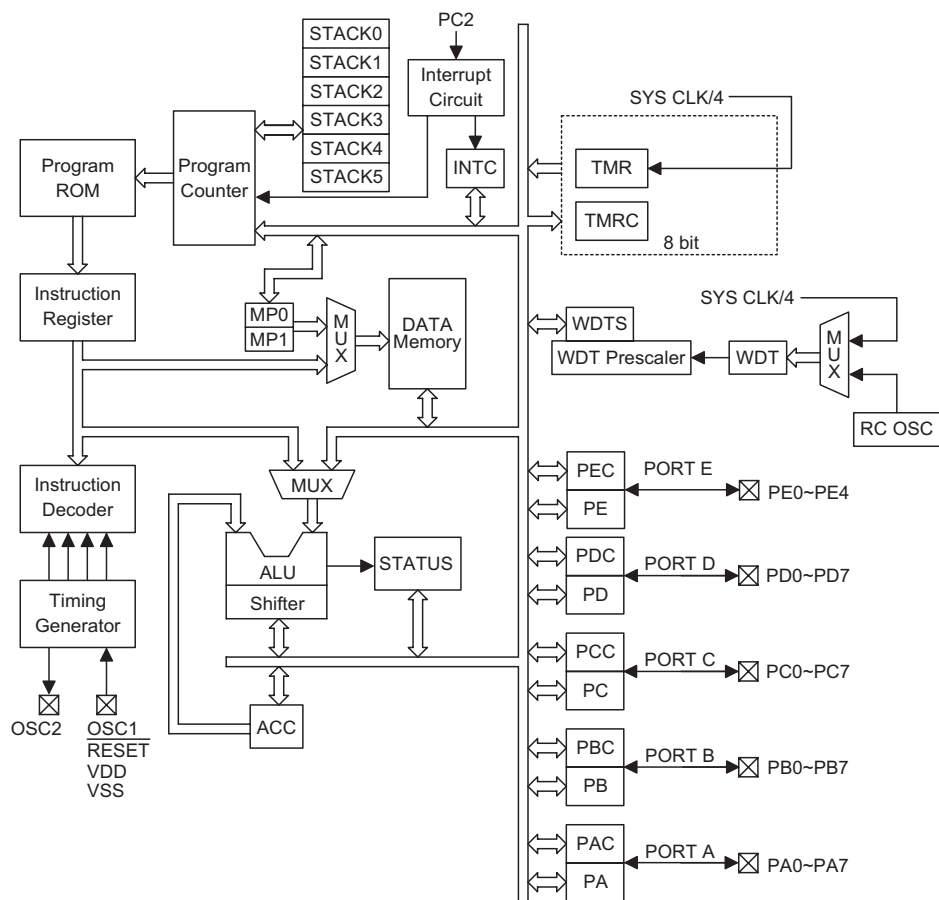 STACK0
STACK1
STACK2
STACK3
STACK4
STACK5
PC2
Interrupt
Circuit
INTC
Program
ROM
Program
Counter
SYS CLK/4
TMR
TMRC
8 bit
Instruction
Register
MP0
MP1
MUX
DATA
Memory
WDTS
WDT Prescaler
WDT
SYS CLK/4
MUX
RC OSC
Instruction
Decoder
MUX
ALU
Shifter
STATUS
Timing
Generator
OSC2
OSC1
RESET
VDD
VSS
ACC
PEC
PE
PORT E
PE0~PE4
PDC
PD
PORT D
PD0~PD7
PCC
PC
PORT C
PC0~PC7
PBC
PB
PORT B
PB0~PB7
PAC
PA
PORT A
PA0~PA7